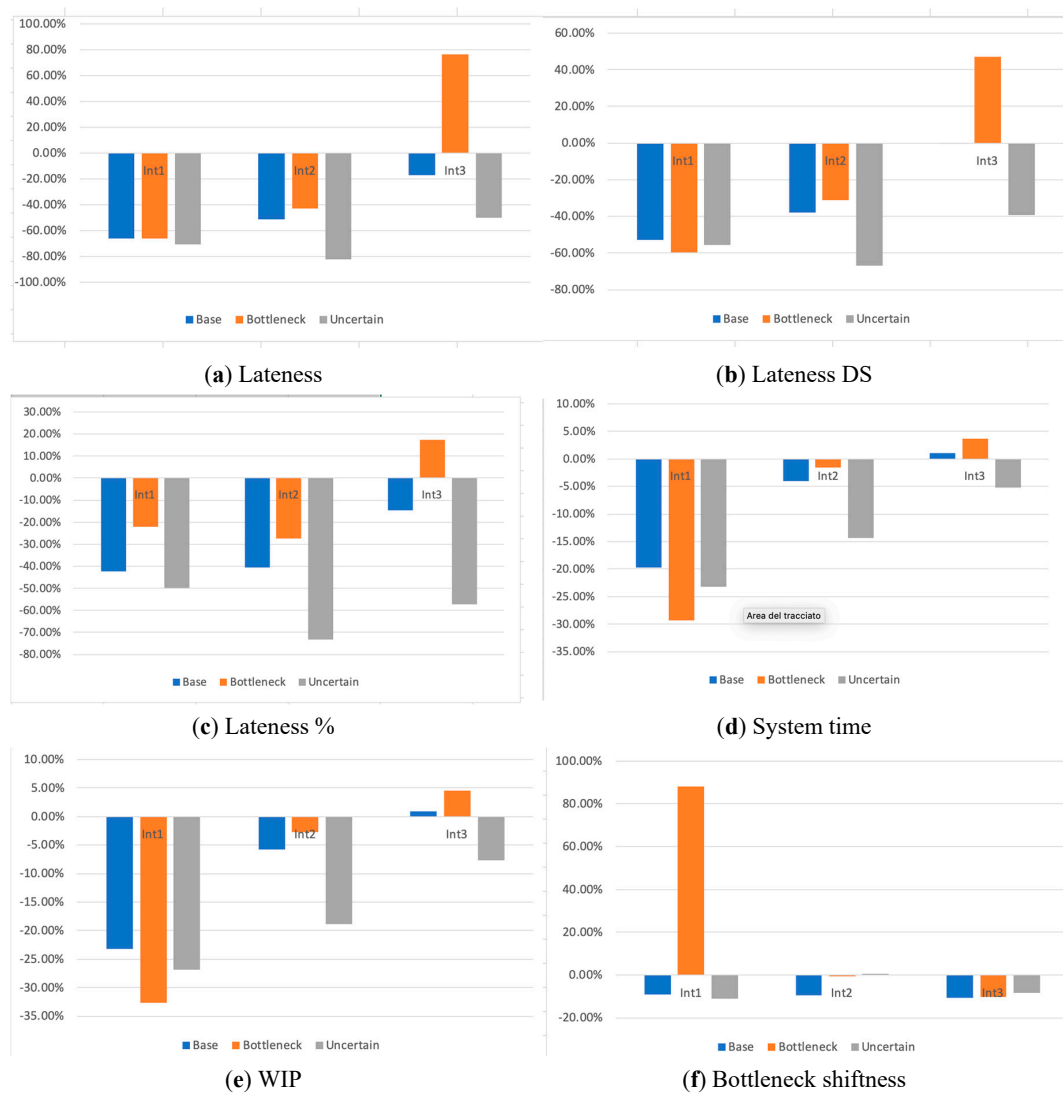 100.00%
80.00%
60.00%
40.00%
20.00%
0.00%
-20.00%
-40.00%
-60.00%
-80.00%
-100.00%
Int1
Int2
Int3
Base Bottleneck Uncertain
(a) Lateness
60.00%
40.00%
20.00%
0.00%
-20.00%
-40.00%
-60.00%
-80.00%
Int1
Int2
Int3
Base Bottleneck Uncertain
(b) Lateness DS
30.00%
20.00%
10.00%
0.00%
-10.00%
-20.00%
-30.00%
-40.00%
-50.00%
-60.00%
-70.00%
-80.00%
Int1
Int2
Int3
Base Bottleneck Uncertain
(c) Lateness %
10.00%
5.00%
0.00%
-5.00%
-10.00%
-15.00%
-20.00%
-25.00%
-30.00%
-35.00%
Int1
Int2
Int3
Area del tracciato
Base Bottleneck Uncertain
(d) System time
10.00%
5.00%
0.00%
-5.00%
-10.00%
-15.00%
-20.00%
-25.00%
-30.00%
-35.00%
Int1
Int2
Int3
Base Bottleneck Uncertain
(e) WIP
100.00%
80.00%
60.00%
40.00%
20.00%
0.00%
-20.00%
Int1
Int2
Int3
Base Bottleneck Uncertain
(f) Bottleneck shiftness